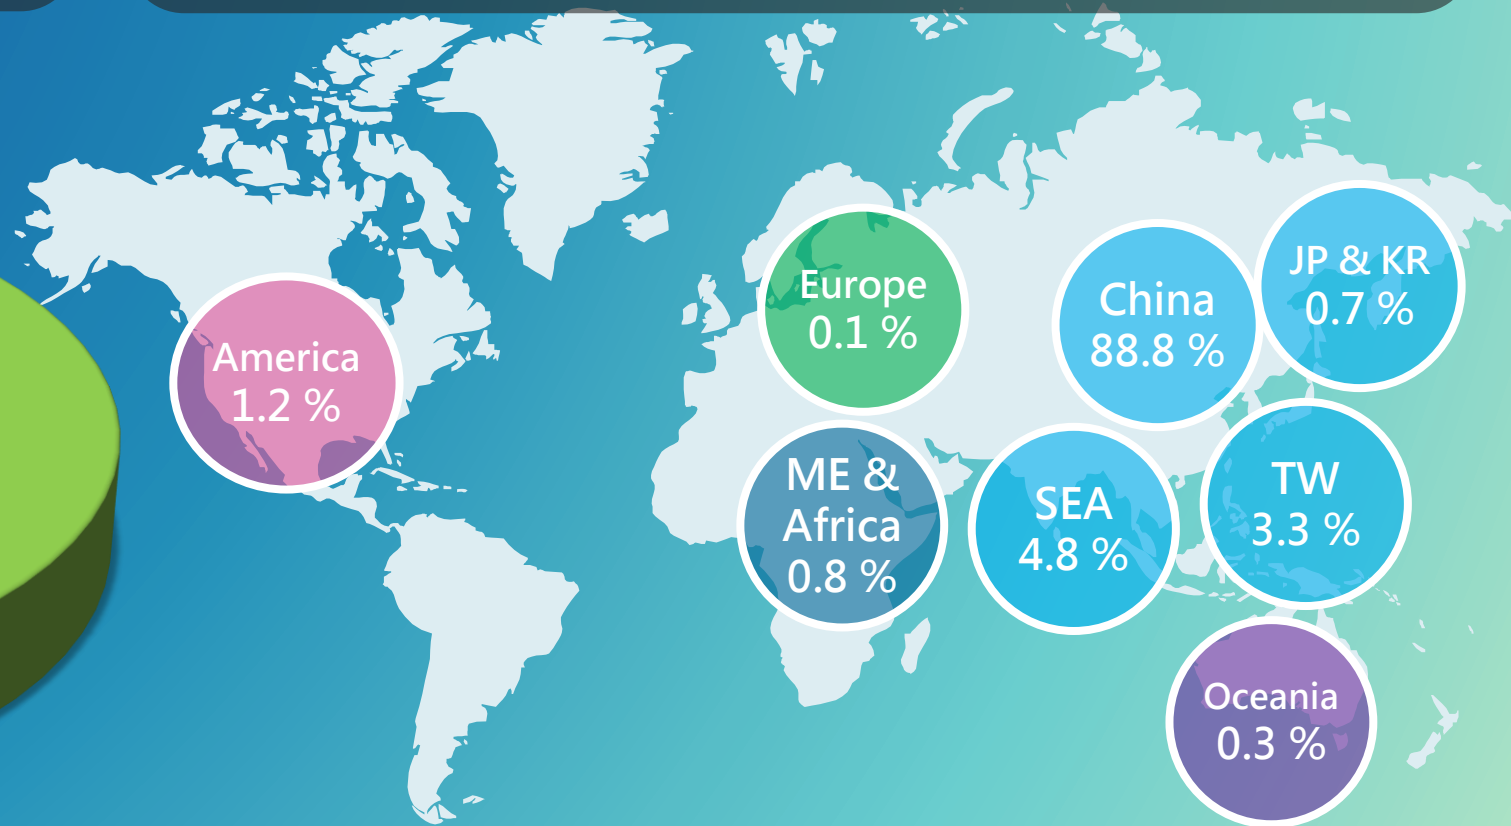 America
1.2 %
Europe
0.1 %
China
88.8 %
JP & KR
0.7 %
ME &
Africa
0.8 %
SEA
4.8 %
TW
3.3 %
Oceania
0.3 %